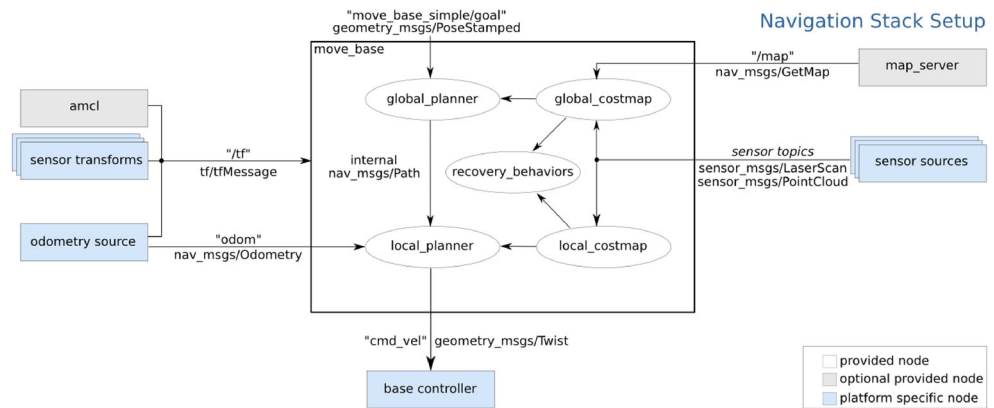 Navigation Stack Setup
"move_base_simple/goal"
geometry_msgs/PoseStamped
move_base
"/map"
nav_msgs/GetMap
map_server
amcl
global_planner
global_costmap
sensor transforms
"/tf"
tf/tfMessage
internal
nav_msgs/Path
recovery_behaviors
sensor topics
sensor_msgs/LaserScan
sensor_msgs/PointCloud
sensor sources
odometry source
"odom"
nav_msgs/Odometry
local_planner
local_costmap
"cmd_vel" geometry_msgs/Twist
base controller
provided node
optional provided node
platform specific node